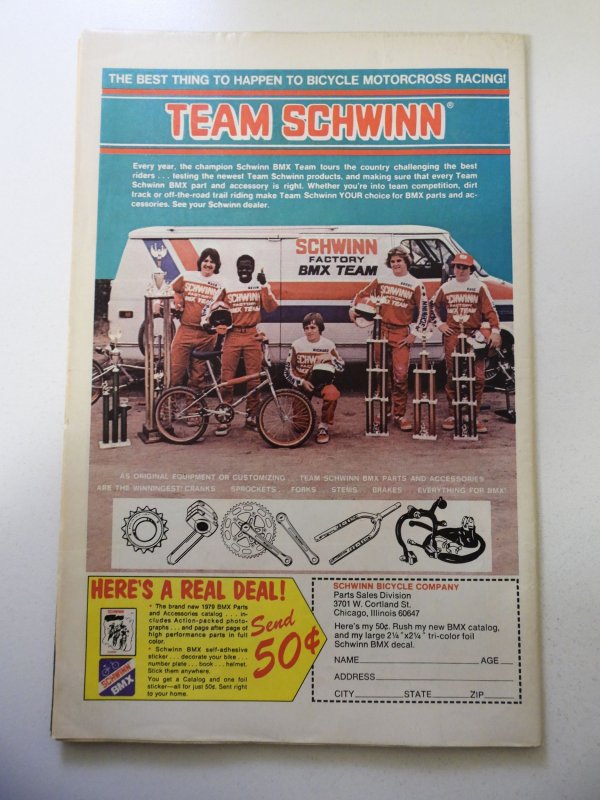 THE BEST THING TO HAPPEN TO BICYCLE MOTORCROSS RACING!
TEAM SCHWINN®
Every year, the champion Schwinn BMX Team tours the country challenging the best
riders . . . testing the newest Team Schwinn products, and making sure that every Team
Schwinn BMX part and accessory is right. Whether you're into team competition, dirt
track or off-the-road trail riding make Team Schwinn YOUR choice for BMX parts and ac-
cessories. See your Schwinn dealer.
SCHWINN
FACTORY
BMX TEAM
AS ORIGINAL EQUIPMENT OR CUSTOMIZING . . TEAM SCHWINN BMX PARTS AND ACCESSORIES
ARE THE WINNINGEST! CRANKS . . SPROCKETS . . FORKS . . STEMS . . BRAKES . . EVERYTHING FOR BMX!
HERE'S A REAL DEAL!
• The brand new 1979 BMX Parts
and Accessories catalog . . . in-
cludes Action-packed photo-
graphs . . . and page after page of
high performance parts in full
color.
• Schwinn BMX self-adhesive
sticker . . . decorate your bike . . .
number plate . . . book . . . helmet.
Stick them anywhere.
You get a Catalog and one foil
sticker—all for just 50¢. Sent right
to your home.
SCHWINN
BMX
Send
50¢
SCHWINN BICYCLE COMPANY
Parts Sales Division
3701 W. Cortland St.
Chicago, Illinois 60647
Here's my 50¢. Rush my new BMX catalog,
and my large 2¼"x2¼" tri-color foil
Schwinn BMX decal.
NAME AGE
ADDRESS
CITY STATE ZIP